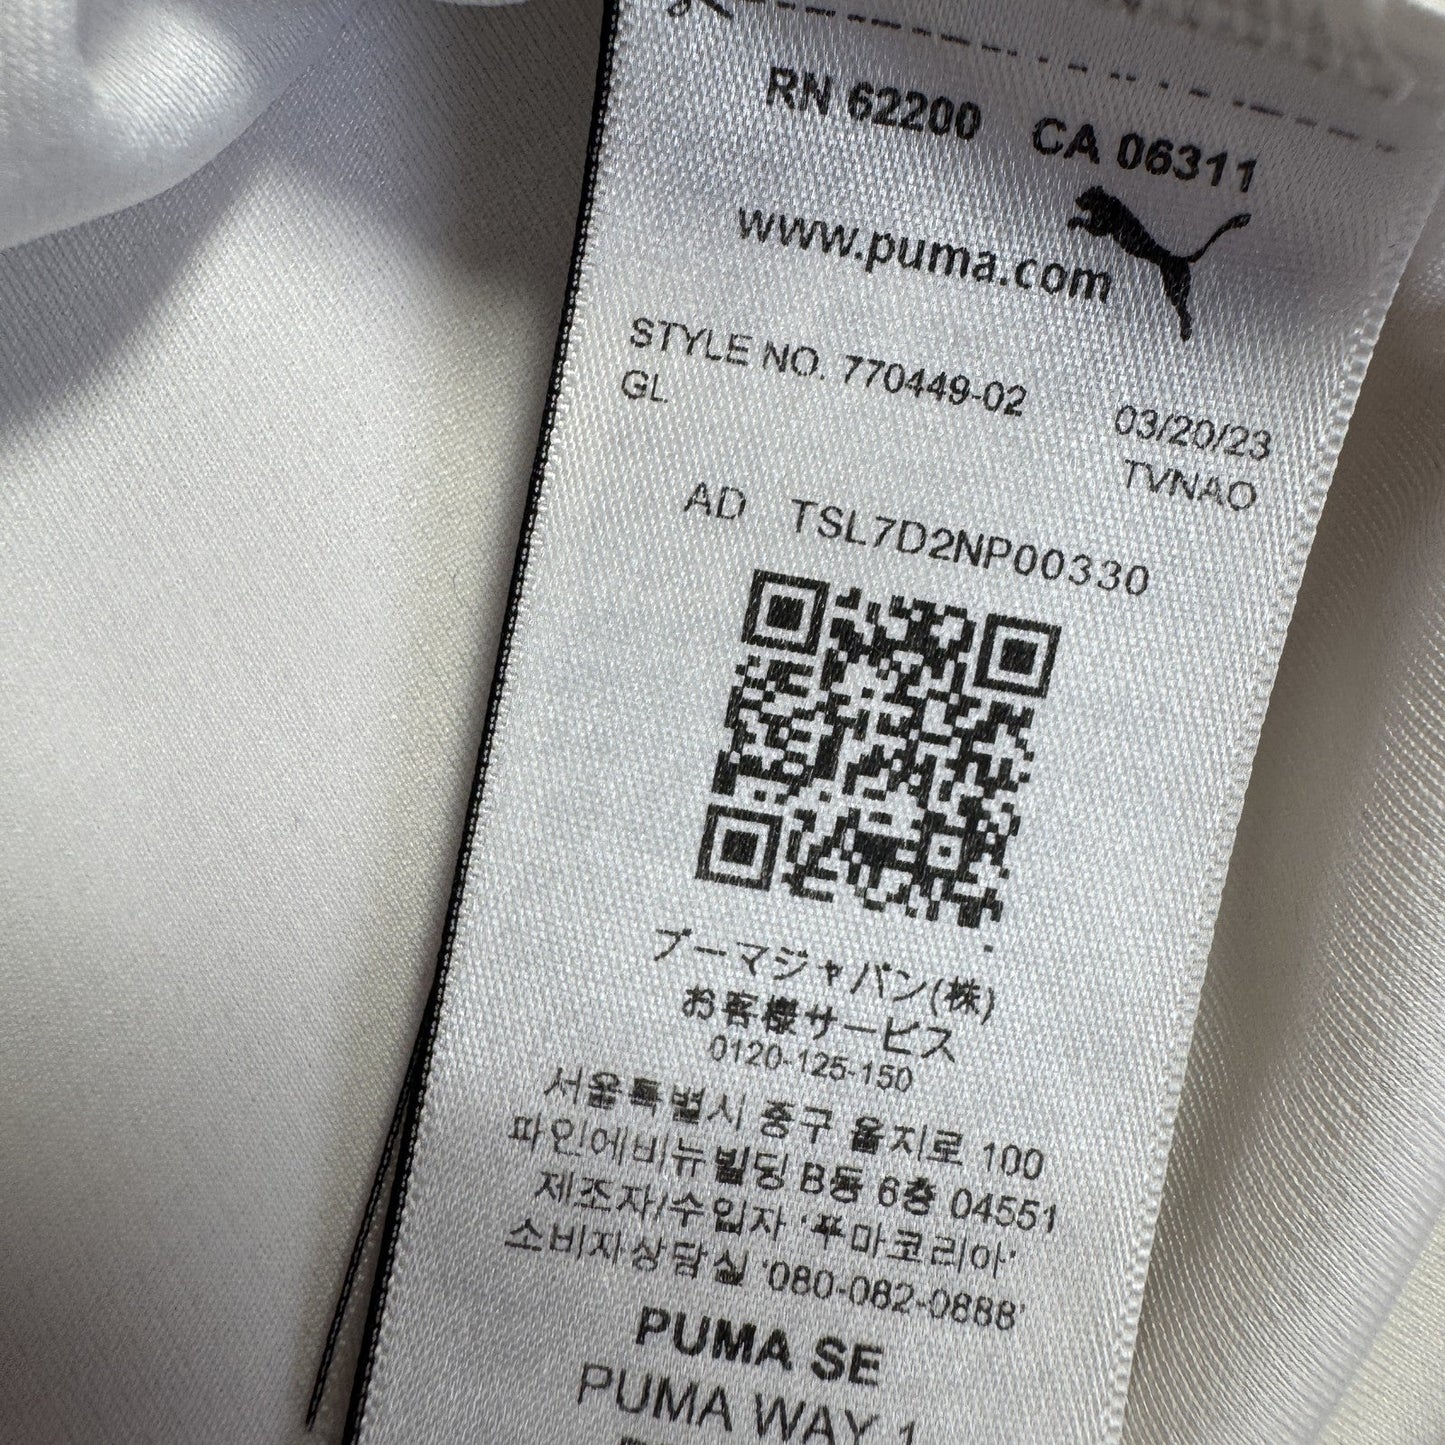 RN 62200 CA 06311
www.puma.com
STYLE NO. 770449-02 03/20/23
GL TVNAO
AD TSL7D2NP00330
プーマジャパン(株)
お客様サービス
0120-125-150
서울특별시 중구 을지로 100
파인에비뉴빌딩 B동 6층 04551
제조자/수입자 '푸마코리아'
소비자상담실 '080-082-0888'
PUMA SE
PUMA WAY 1